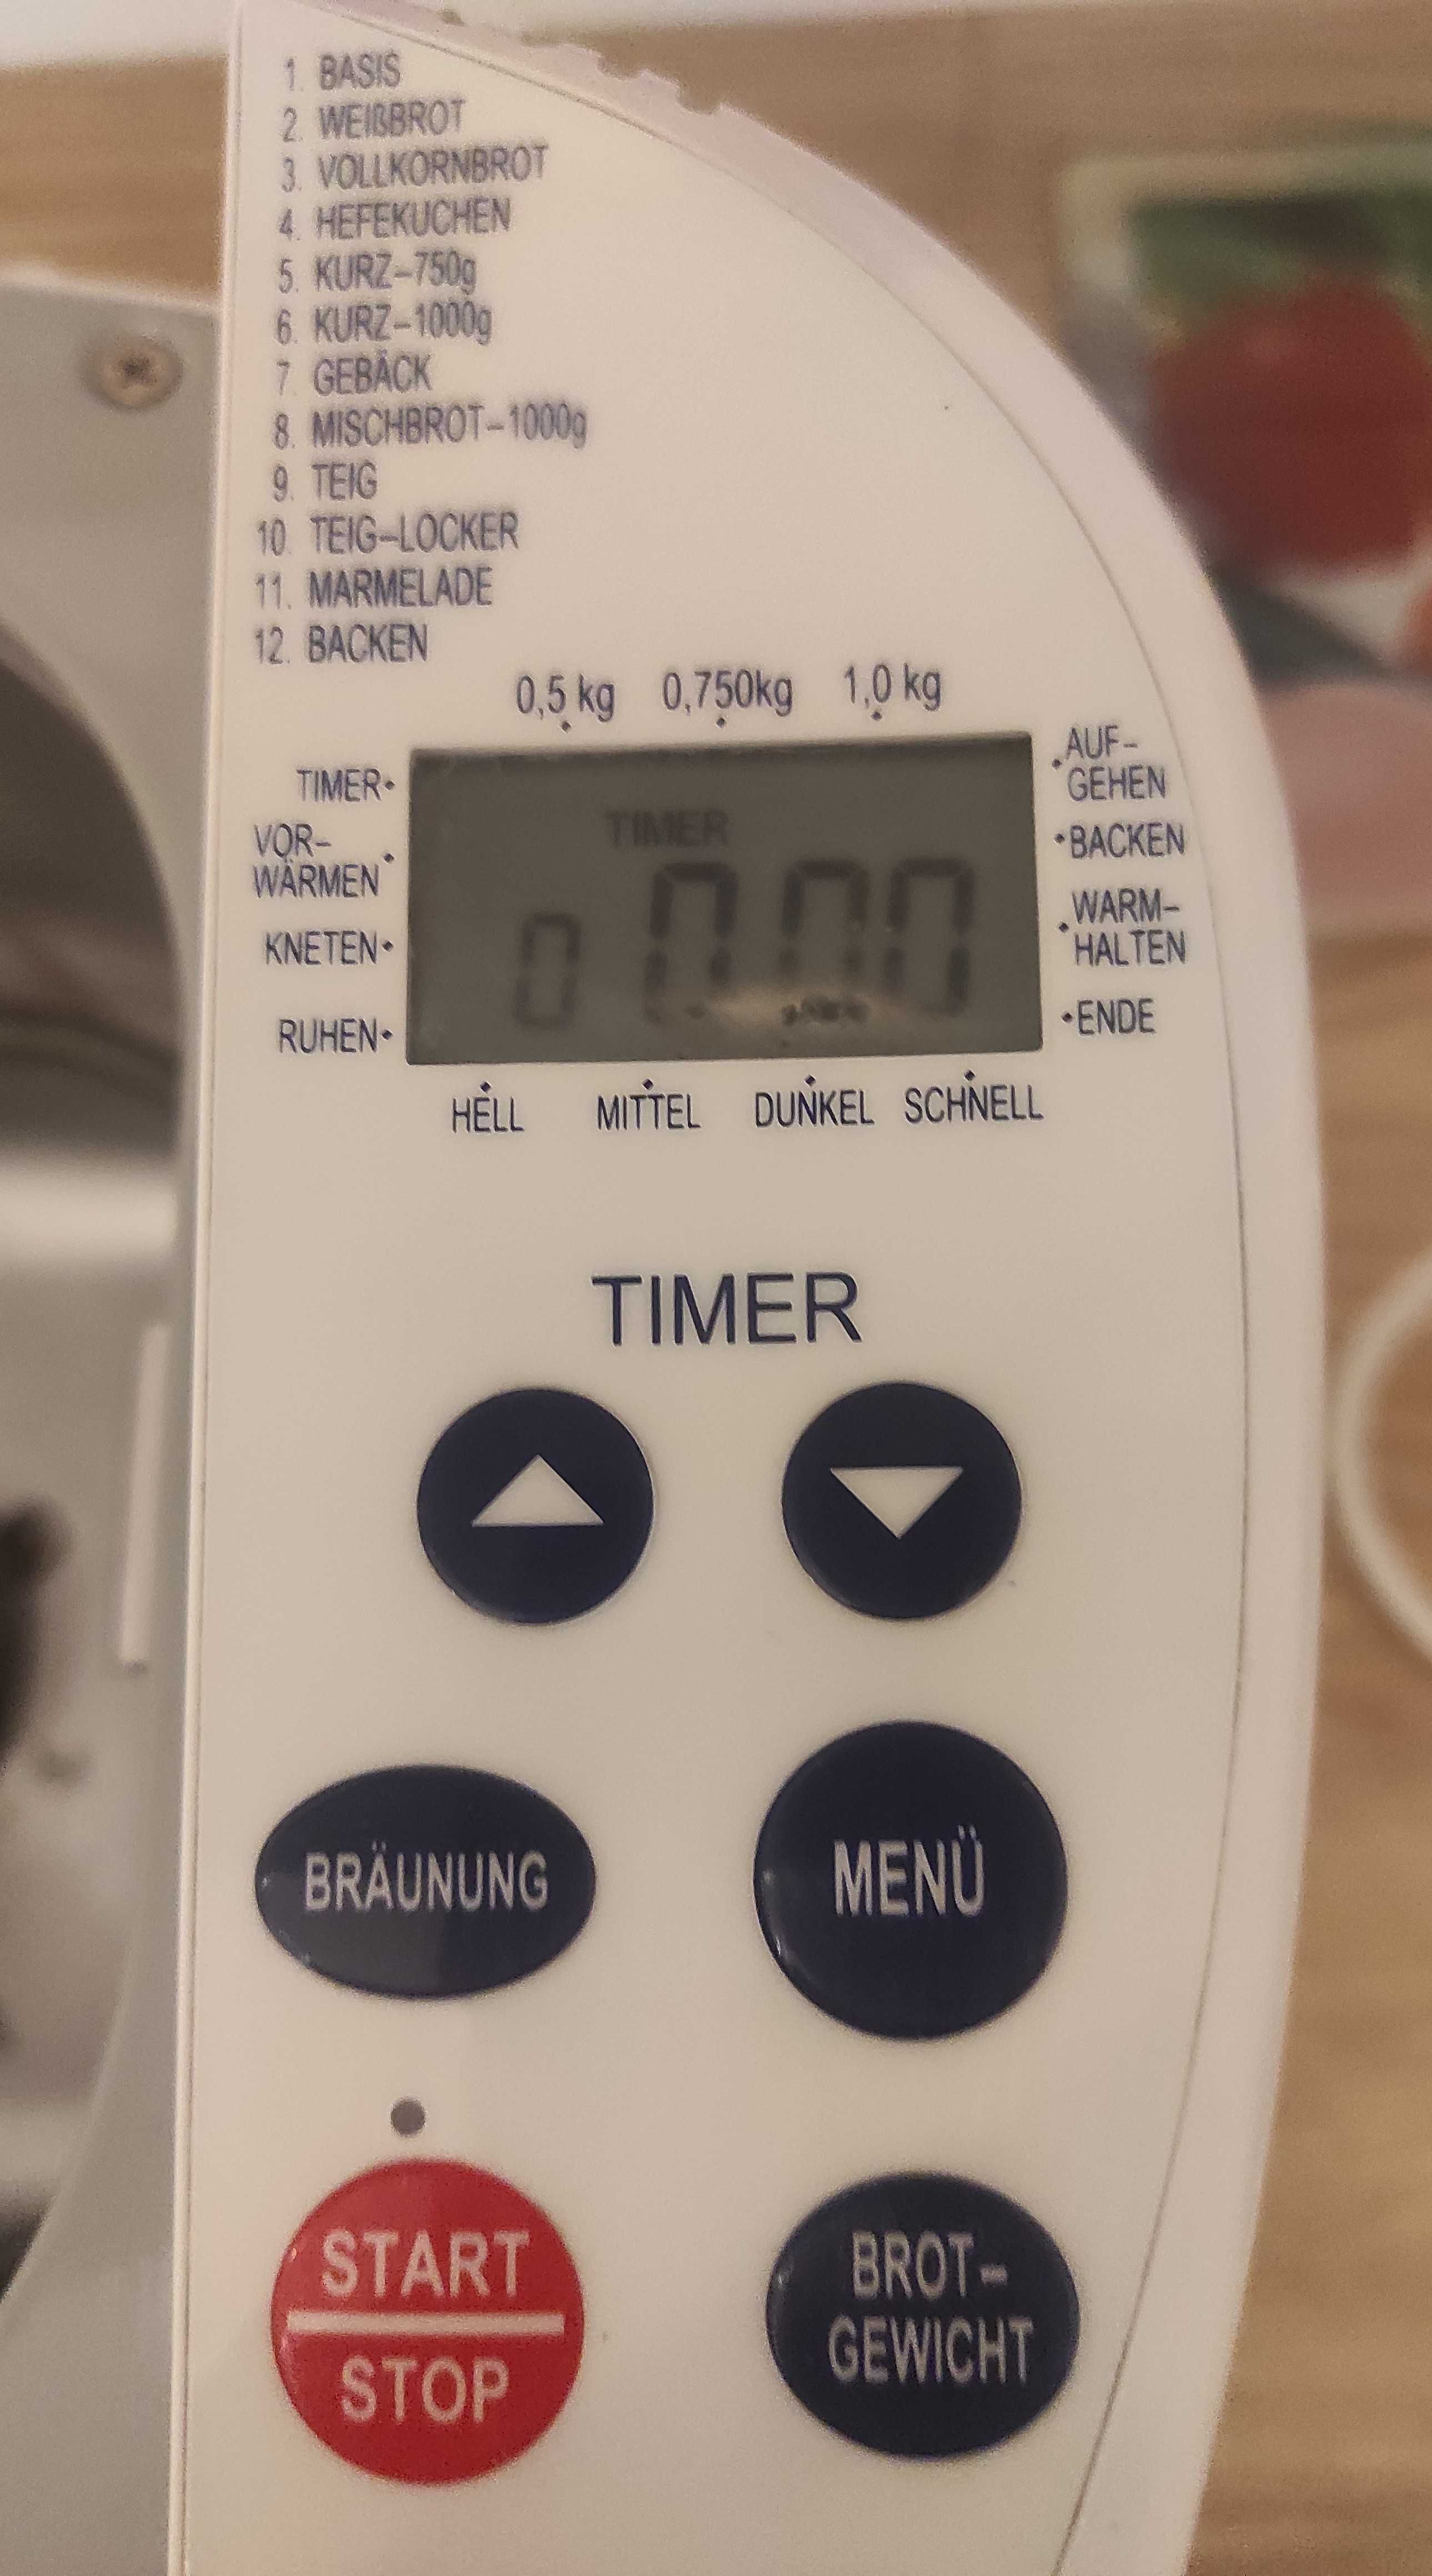 1. BASIS
2. WEIßBROT
3. VOLLKORNBROT
4. HEFEKUCHEN
5. KURZ-750g
6. KURZ-1000g
7. GEBÄCK
8. MISCHBROT-1000g
9. TEIG
10. TEIG-LOCKER
11. MARMELADE
12. BACKEN
0,5 kg 0,750kg 1,0 kg
TIMER
VOR-
WÄRMEN
KNETEN
RUHEN
TIMER
0 0:00
AUF-
GEHEN
BACKEN
WARM-
HALTEN
ENDE
HELL MITTEL DUNKEL SCHNELL
TIMER
BRÄUNUNG
MENÜ
START
STOP
BROT-
GEWICHT